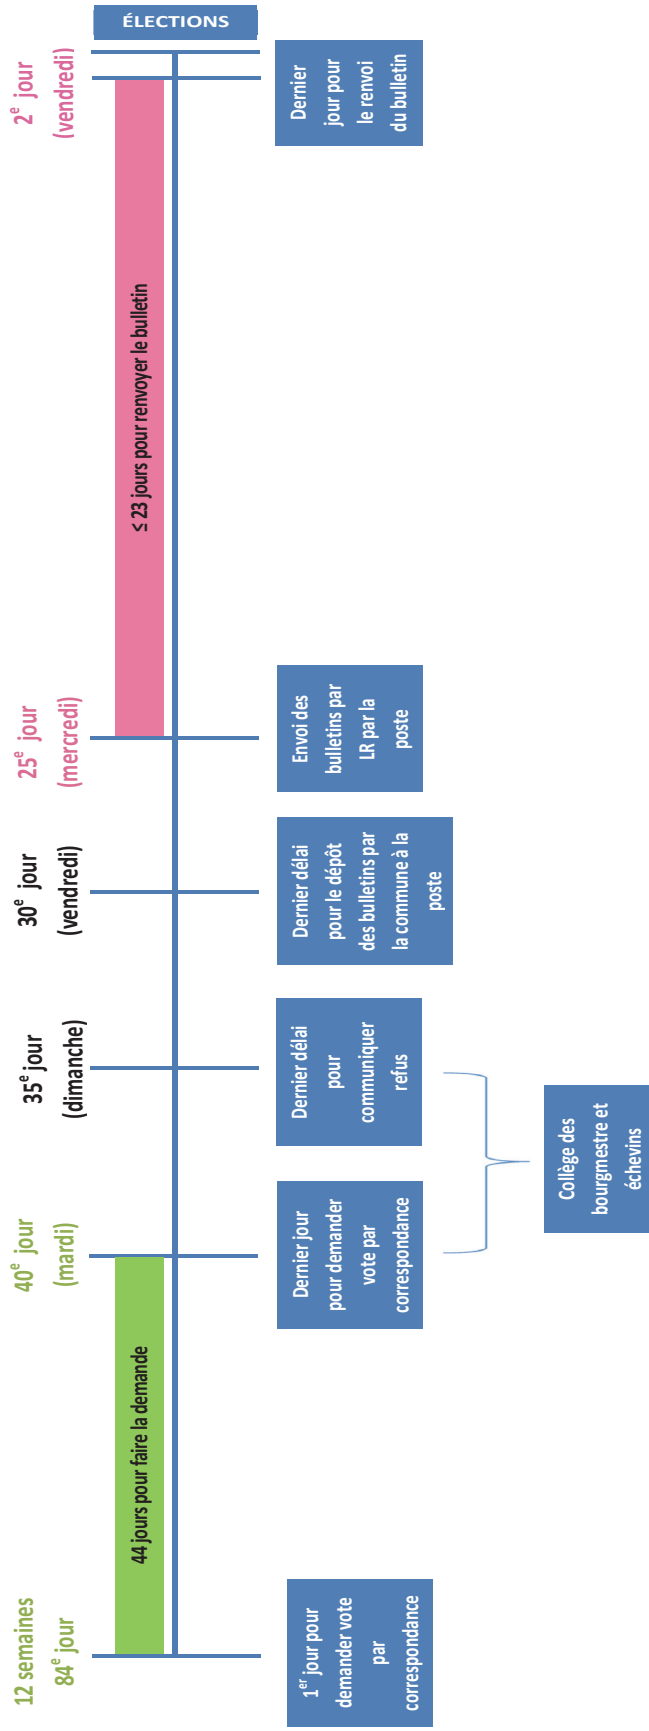 ÉLECTIONS
12 semaines
84e jour
40e jour
(mardi)
35e jour
(dimanche)
30e jour
(vendredi)
25e jour
(mercredi)
2e jour
(vendredi)
44 jours pour faire la demande
≤ 23 jours pour renvoyer le bulletin
1er jour pour
demander vote
par
correspondance
Dernier jour
pour demander
vote par
correspondance
Dernier délai
pour
communiquer
refus
Dernier délai
pour le dépôt
des bulletins par
la commune à la
poste
Envoi des
bulletins par
LR par la
poste
Dernier
jour pour
le renvoi
du bulletin
Collège des
bourgmestre et
échevins